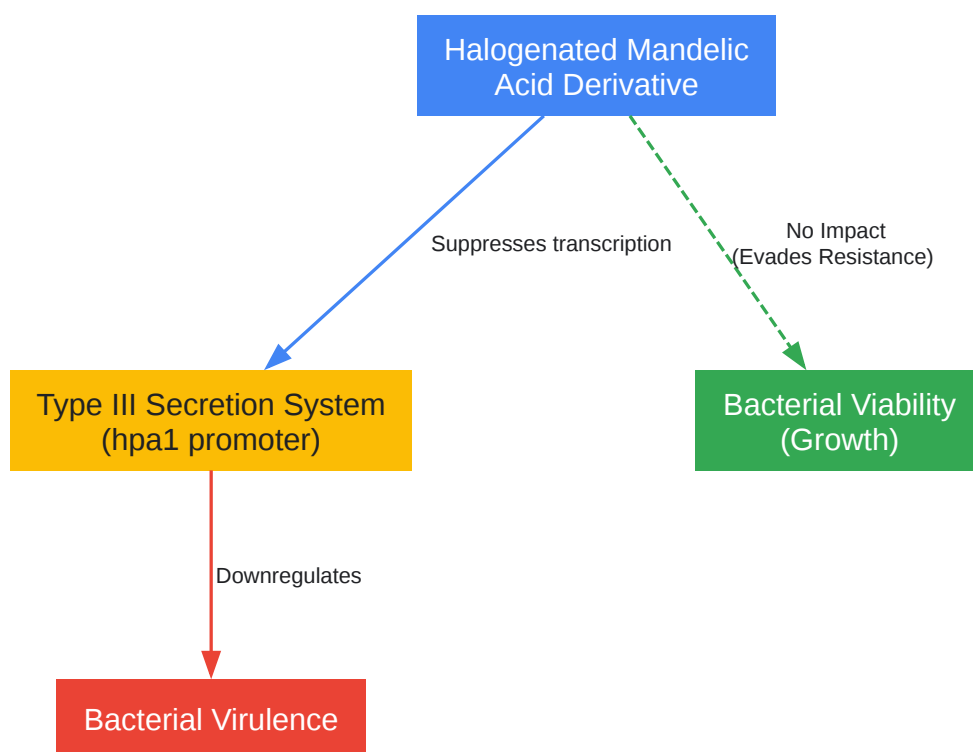 Halogenated Mandelic
Acid Derivative
Suppresses transcription
No Impact
(Evades Resistance)
Type III Secretion System
(hpa1 promoter)
Bacterial Viability
(Growth)
Downregulates
Bacterial Virulence